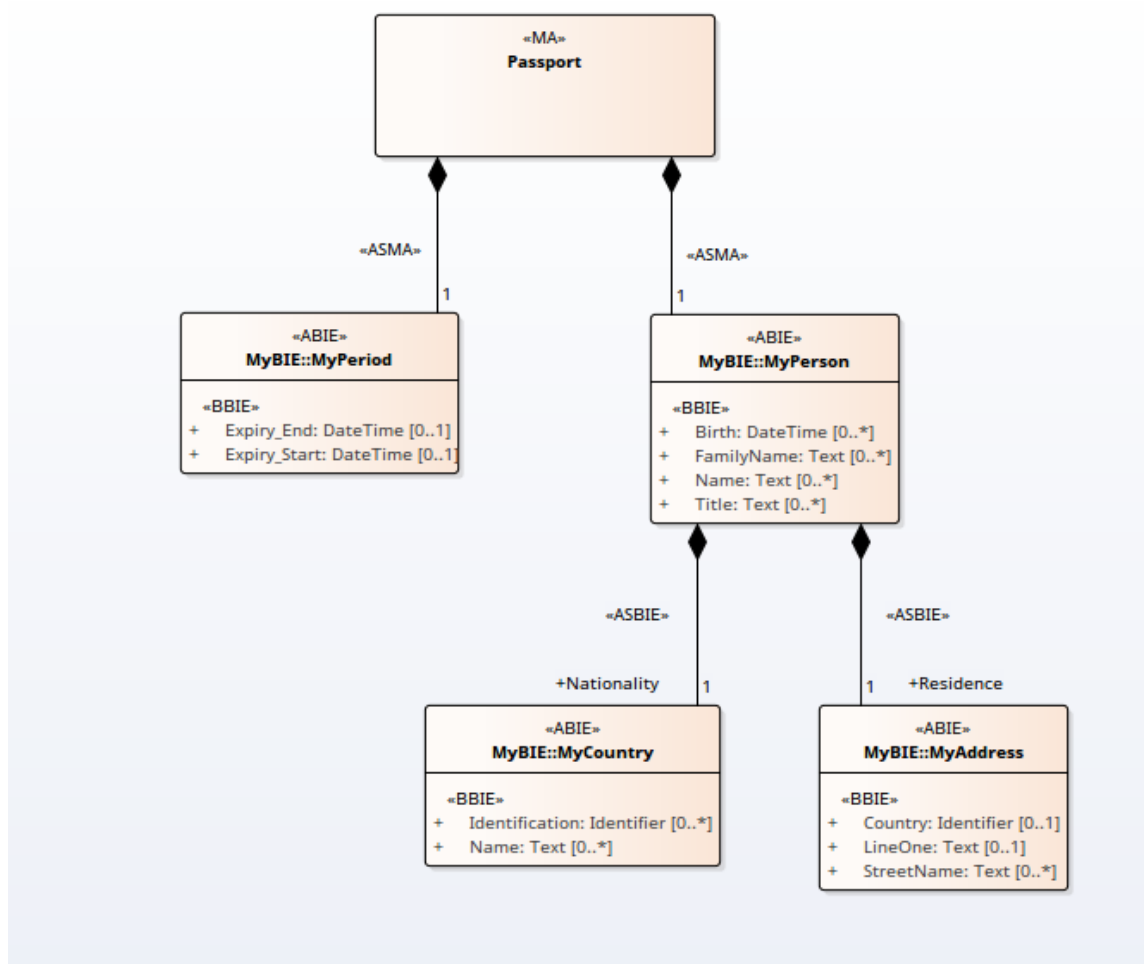 «MA»
Passport
«ASMA»
«ASMA»
1
1
«ABIE»
MyBIE::MyPeriod
«BBIE»
+ Expiry_End: DateTime [0..1]
+ Expiry_Start: DateTime [0..1]
«ABIE»
MyBIE::MyPerson
«BBIE»
+ Birth: DateTime [0..*]
+ FamilyName: Text [0..*]
+ Name: Text [0..*]
+ Title: Text [0..*]
«ASBIE»
«ASBIE»
+Nationality
1
1
+Residence
«ABIE»
MyBIE::MyCountry
«BBIE»
+ Identification: Identifier [0..*]
+ Name: Text [0..*]
«ABIE»
MyBIE::MyAddress
«BBIE»
+ Country: Identifier [0..1]
+ LineOne: Text [0..1]
+ StreetName: Text [0..*]